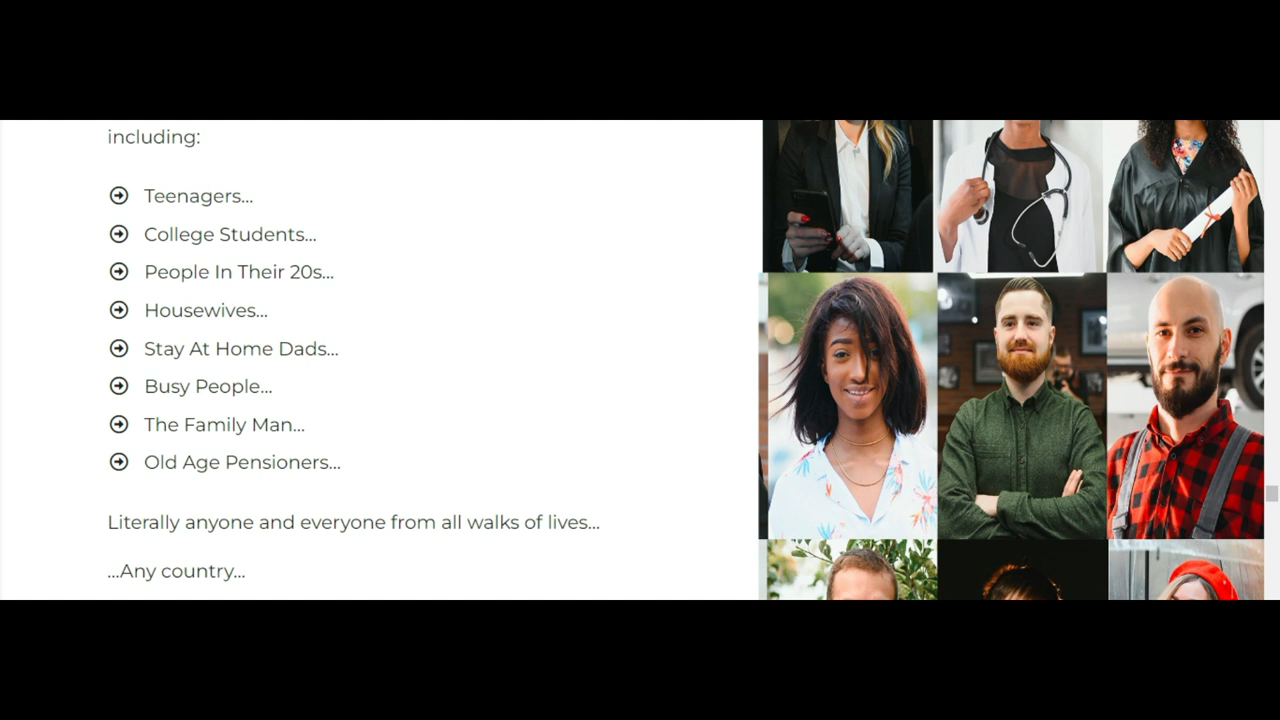 including:
Teenagers...
College Students...
People In Their 20s...
Housewives...
Stay At Home Dads...
Busy People...
The Family Man...
Old Age Pensioners...
Literally anyone and everyone from all walks of lives...
...Any country...